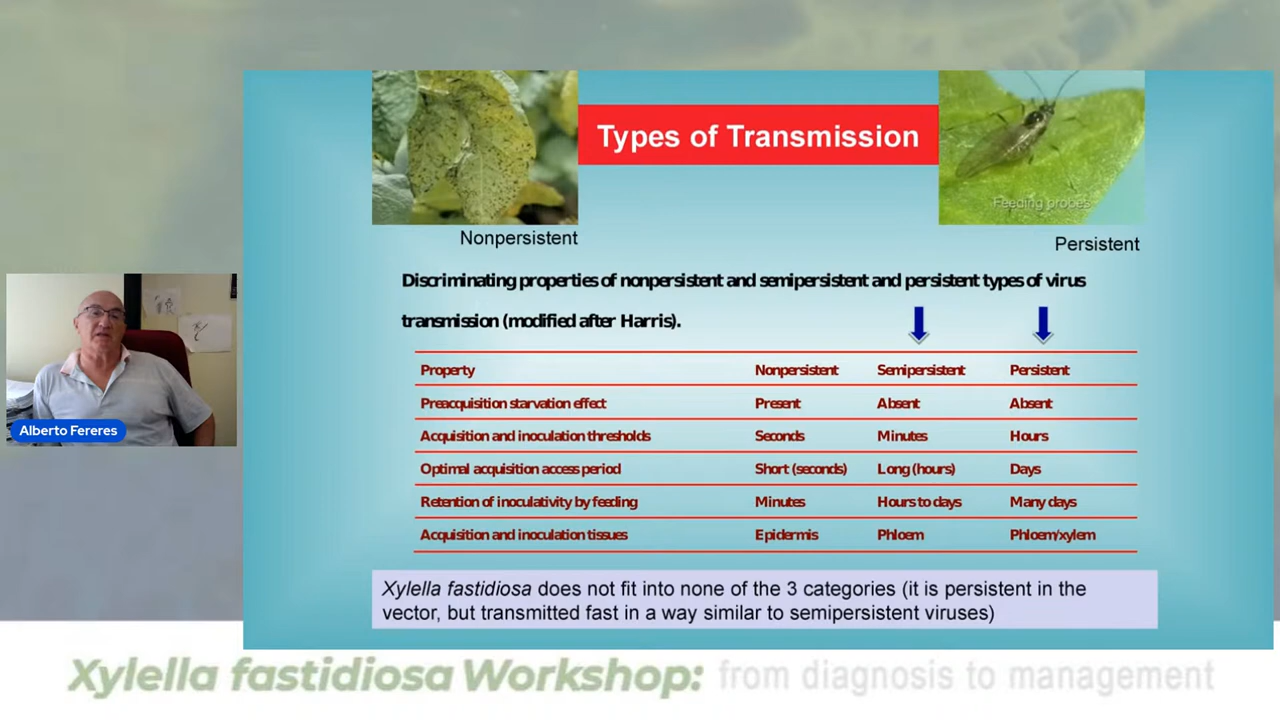 Types of Transmission
Feeding probes
Nonpersistent
Persistent
Discriminating properties of nonpersistent and semipersistent and persistent types of virus
transmission (modified after Harris).
Property Nonpersistent Semipersistent Persistent
Preacquisition starvation effect Present Absent Absent
Acquisition and inoculation thresholds Seconds Minutes Hours
Optimal acquisition access period Short (seconds) Long (hours) Days
Retention of inoculativity by feeding Minutes Hours to days Many days
Acquisition and inoculation tissues Epidermis Phloem Phloem/xylem
Alberto Fereres
Xylella fastidiosa does not fit into none of the 3 categories (it is persistent in the
vector, but transmitted fast in a way similar to semipersistent viruses)
Xylella fastidiosa Workshop: from diagnosis to management